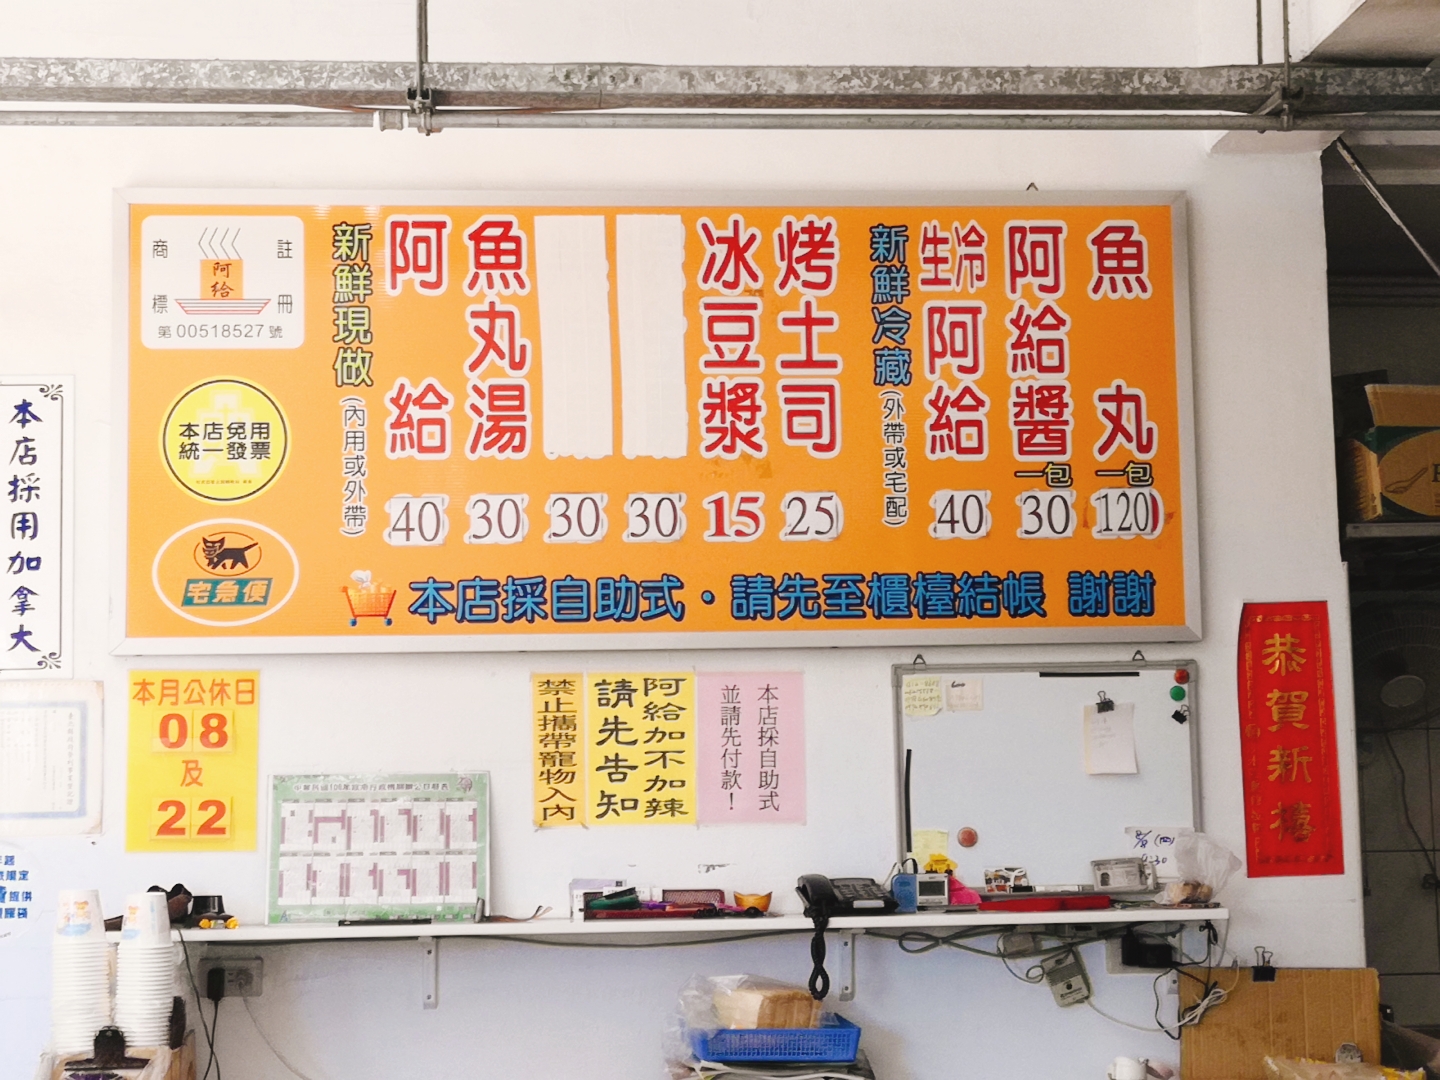 商 註
標 冊
阿
給
第00518527號
本店免用
統一發票
宅急便
新鮮現做
(內用或外帶)
阿給
40
魚丸湯
30
30
30
冰豆漿
15
烤土司
25
新鮮冷藏
(外帶或宅配)
生冷阿給
40
阿給醬
一包
30
魚丸
一包
120
本店採自助式・請先至櫃檯結帳 謝謝
本店採用加拿大
本月公休日
08
及
22
禁止攜帶寵物入內
阿給加不加辣
請先告知
本店採自助式
並請先付款！
恭賀新禧